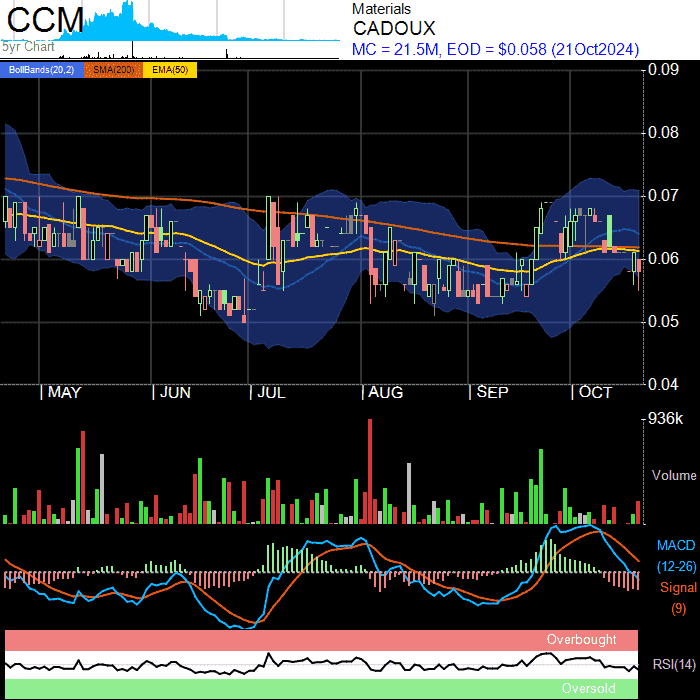 CCM
5yr Chart
Materials
CADOUX
MC = 21.5M, EOD = $0.058 (21Oct2024)
BollBands(20,2) SMA(200) EMA(50)
0.09
0.08
0.07
0.06
0.05
0.04
MAY JUN JUL AUG SEP OCT
936k
Volume
MACD
(12-26)
Signal
(9)
Overbought
RSI(14)
Oversold